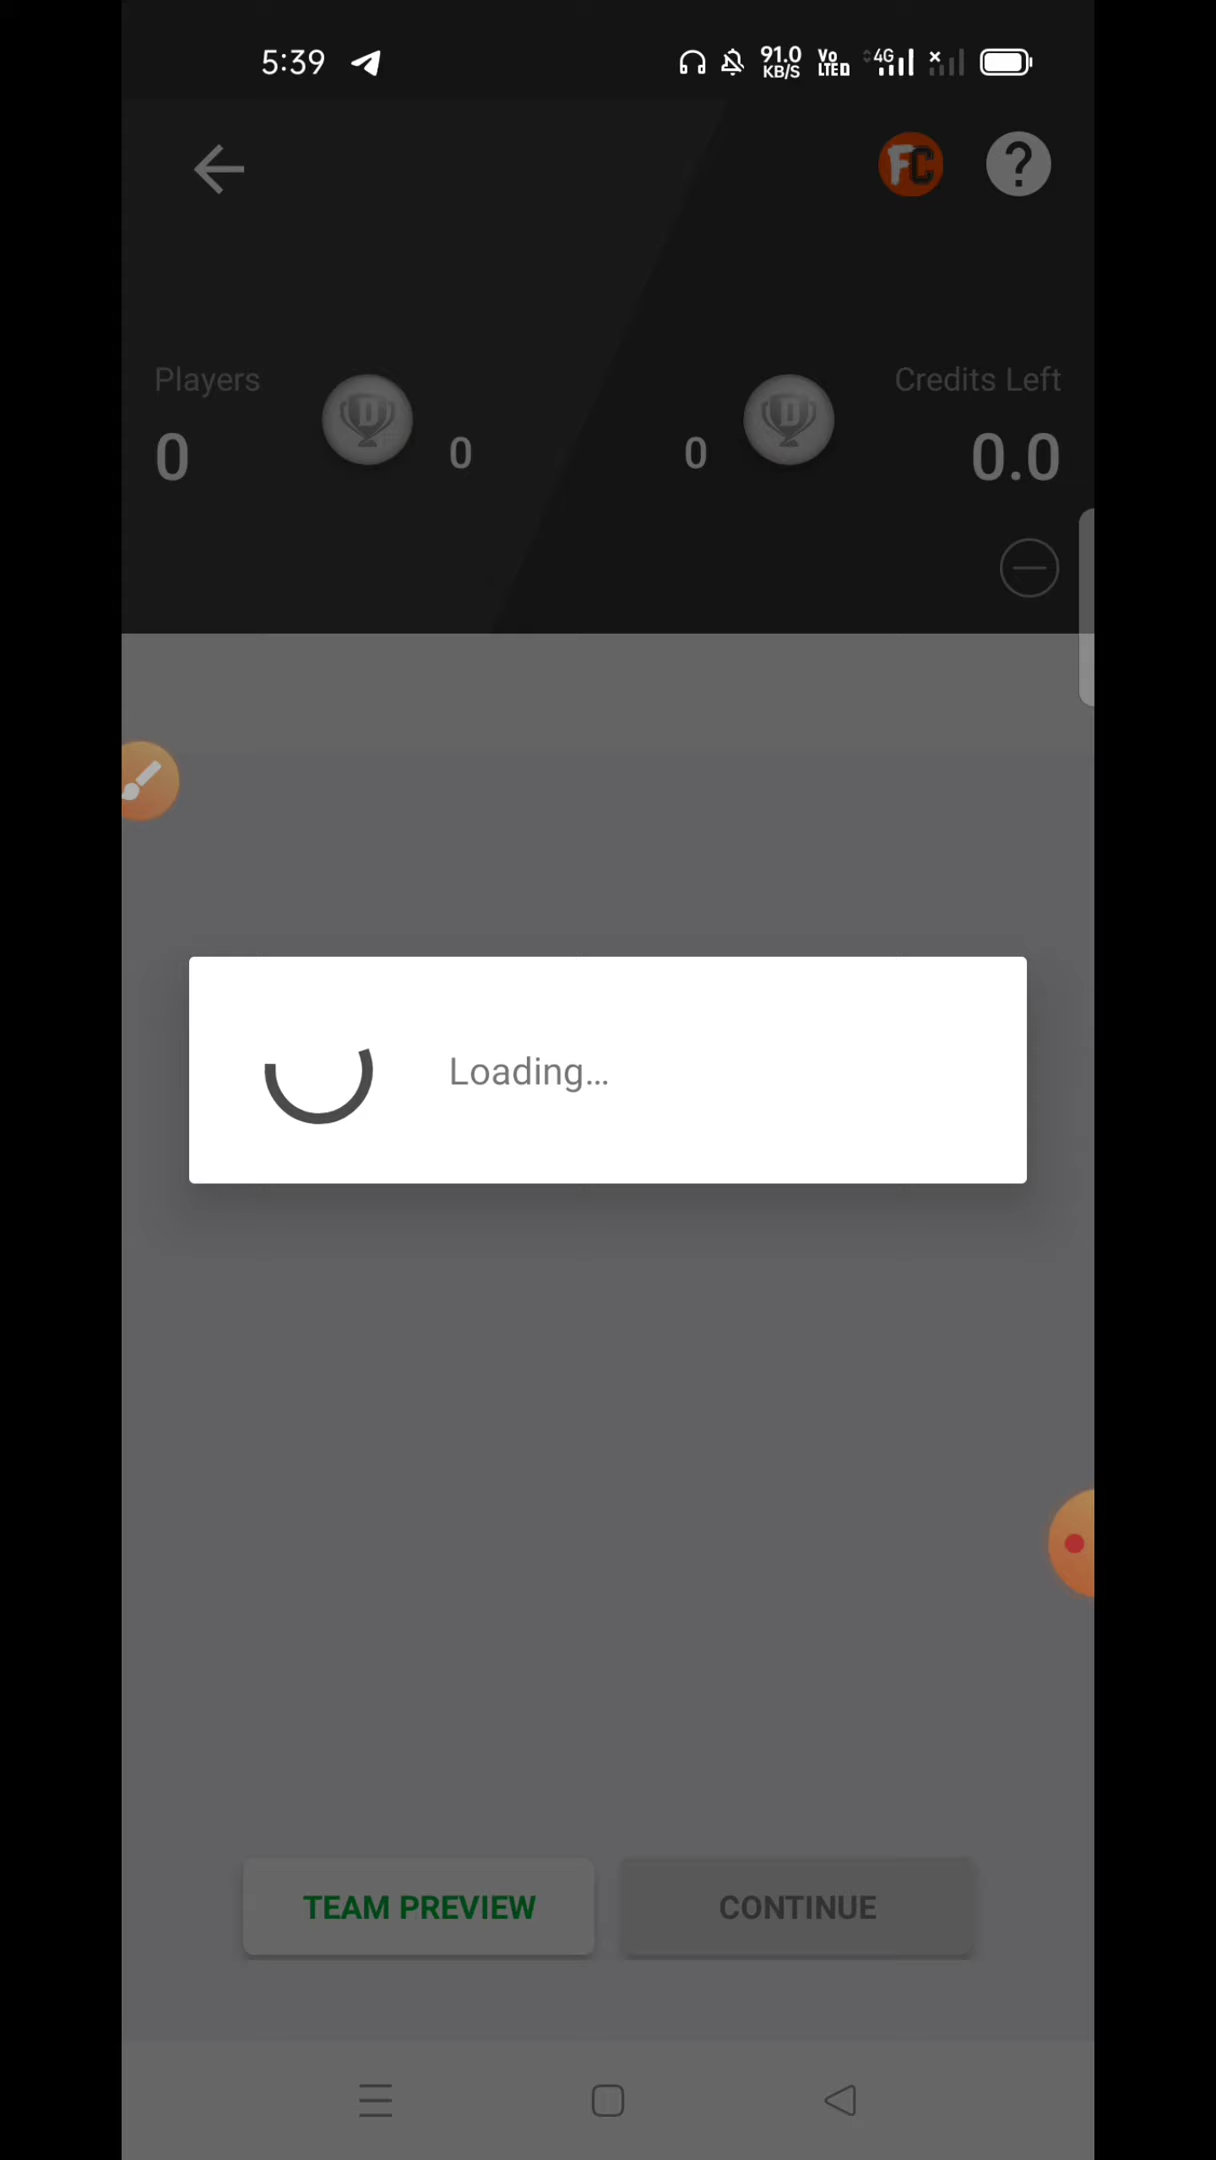 5:39 91.0 KB/S Vo LTED 4G
FC ?
Players Credits Left
D D
0 0 0 0.0
Loading...
TEAM PREVIEW CONTINUE